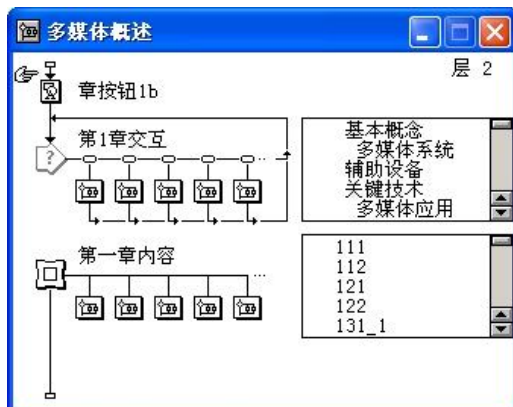 多媒体概述
层 2
章按钮1b
第1章交互
基本概念
多媒体系统
辅助设备
关键技术
多媒体应用
第一章内容
111
112
121
122
131_1